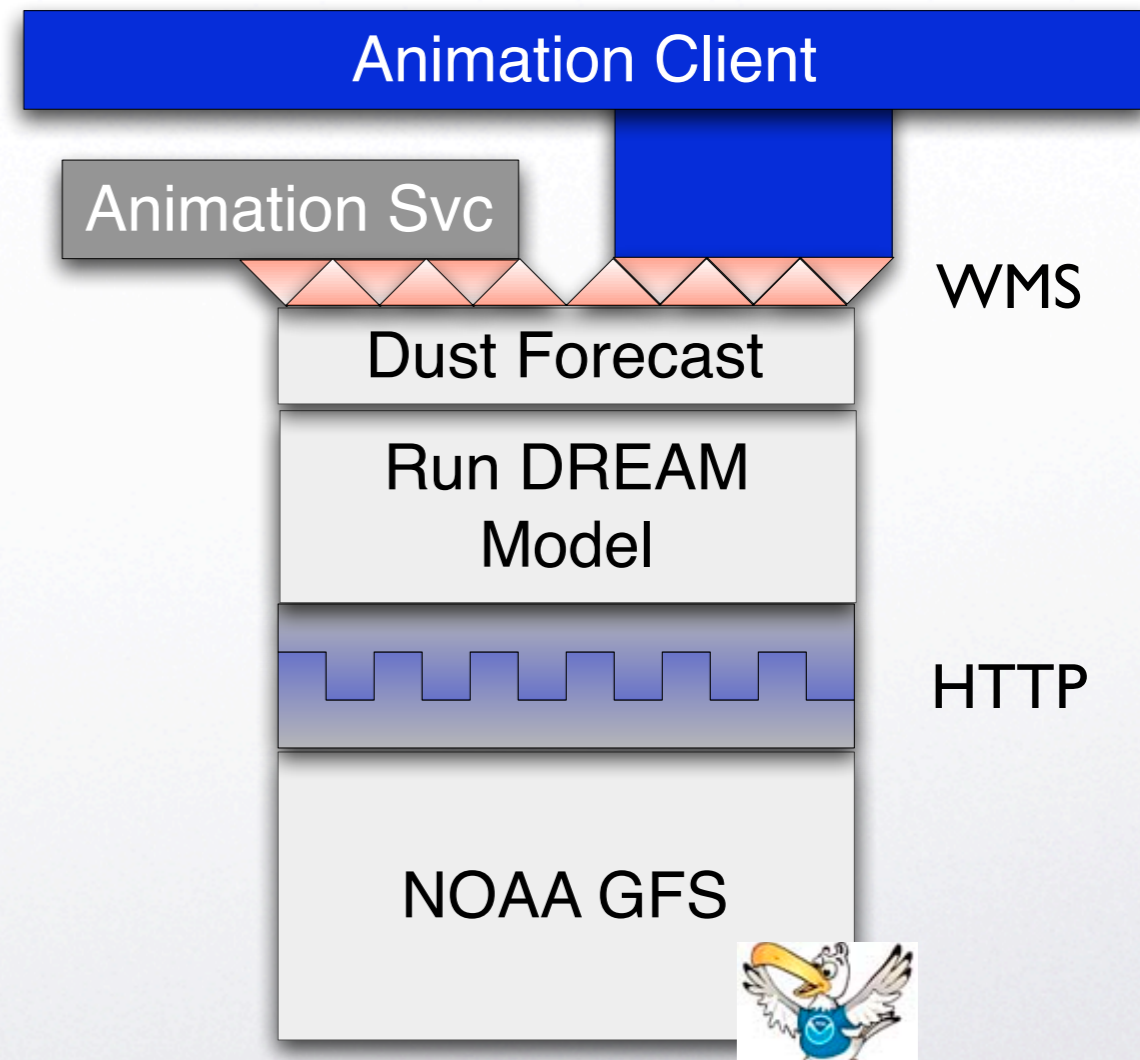 Animation Client
Animation Svc
WMS
Dust Forecast
Run DREAM
Model
HTTP
NOAA GFS